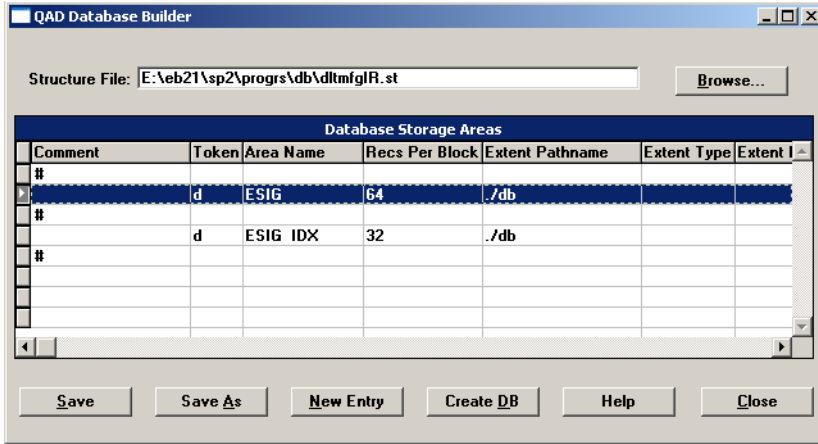 QAD Database Builder
Structure File: E:\eb21\sp2\progrs\db\dltmfgIR.st Browse...
Database Storage Areas
Comment Token Area Name Recs Per Block Extent Pathname Extent Type Extent
#
d ESIG 64 ./db
#
d ESIG_IDX 32 ./db
#
Save Save As New Entry Create DB Help Close